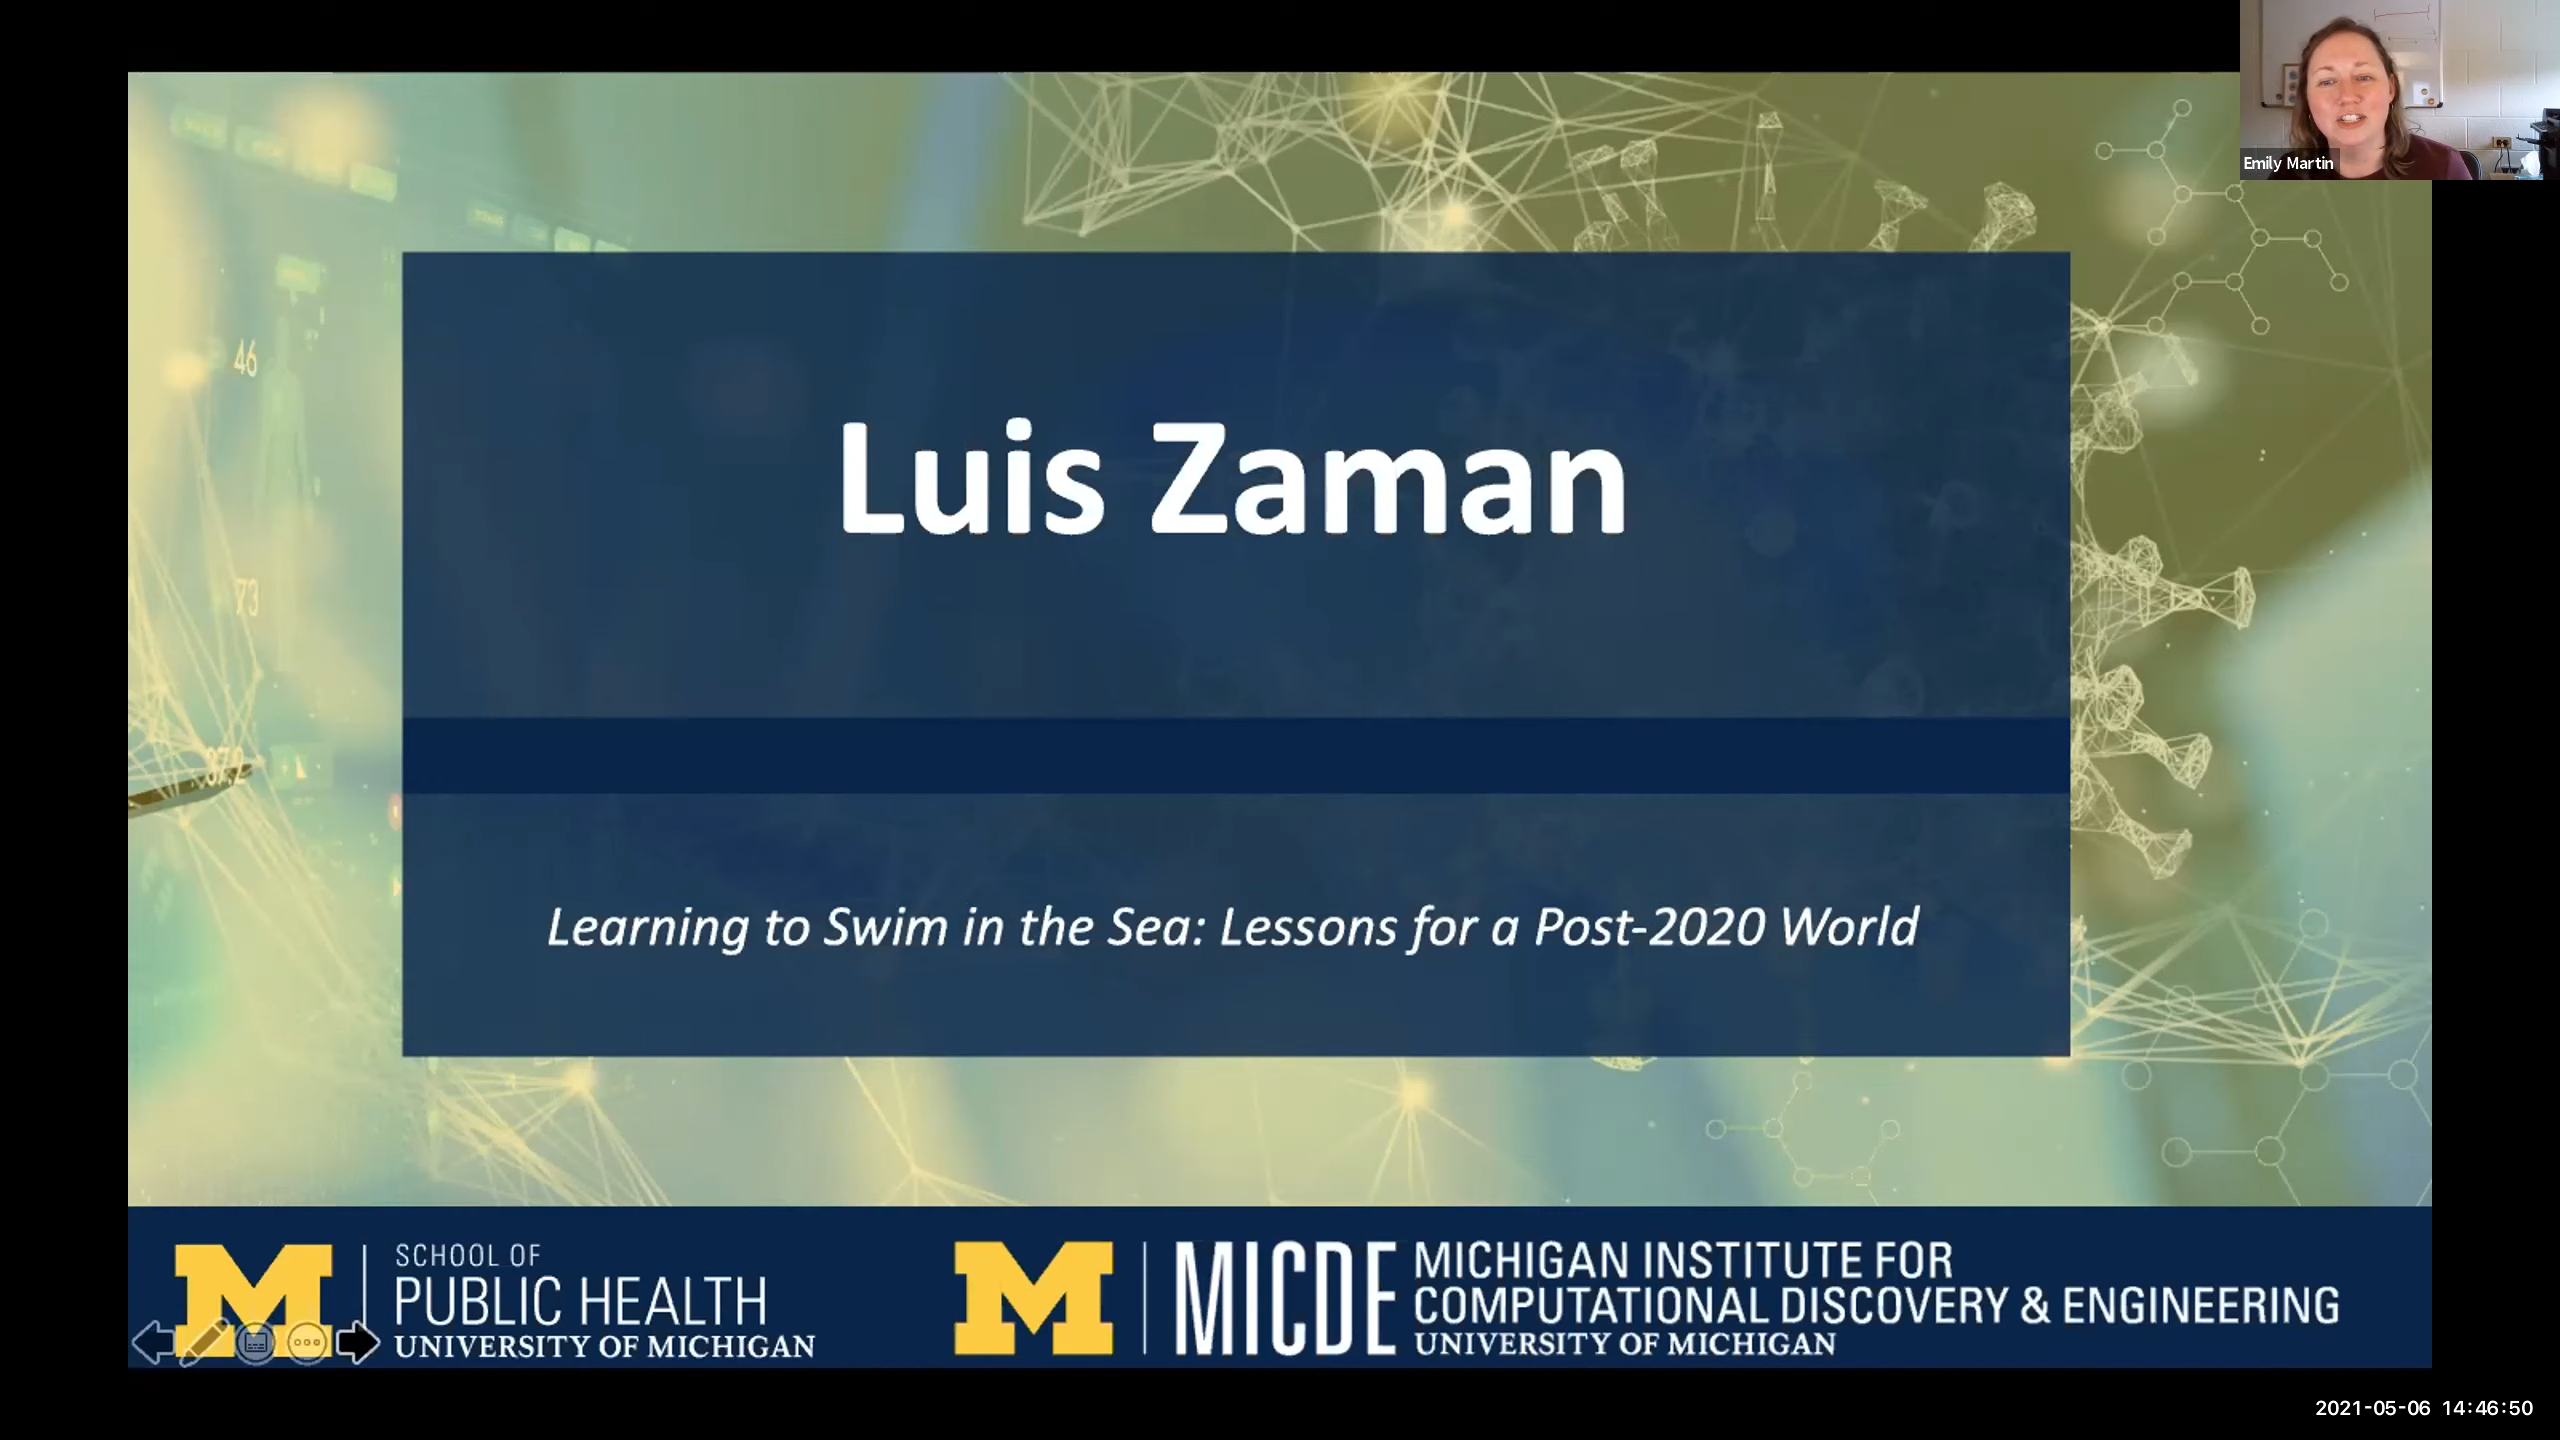 Emily Martin
46
Luis Zaman
73
Learning to Swim in the Sea: Lessons for a Post-2020 World
M
SCHOOL OF
PUBLIC HEALTH
UNIVERSITY OF MICHIGAN
M
MICDE
MICHIGAN INSTITUTE FOR
COMPUTATIONAL DISCOVERY & ENGINEERING
UNIVERSITY OF MICHIGAN
2021-05-06 14:46:50